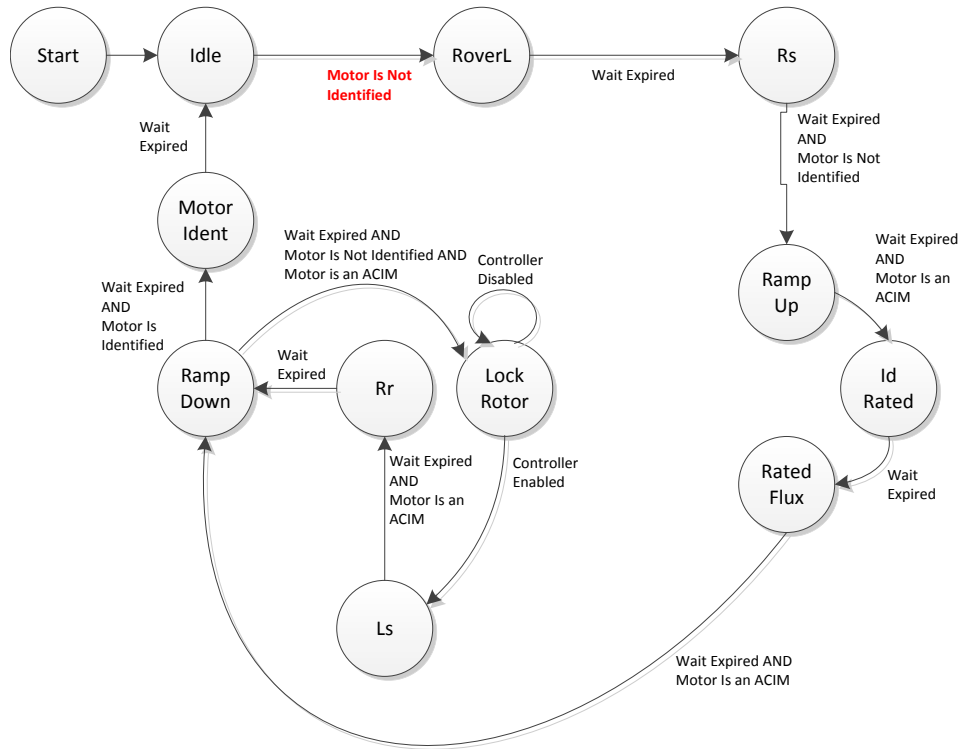 Start
Idle
RoverL
Rs
Motor Is Not
Identified
Wait Expired
Wait Expired
AND
Motor Is Not
Identified
Wait
Expired
Motor
Ident
Wait Expired AND
Motor Is Not Identified AND
Motor is an ACIM
Controller
Disabled
Wait Expired
AND
Motor Is an
ACIM
Ramp
Up
Wait Expired
AND
Motor Is
Identified
Wait
Expired
Ramp
Down
Rr
Lock
Rotor
Id
Rated
Wait Expired
AND
Motor Is an
ACIM
Controller
Enabled
Rated
Flux
Wait
Expired
Ls
Wait Expired AND
Motor Is an ACIM